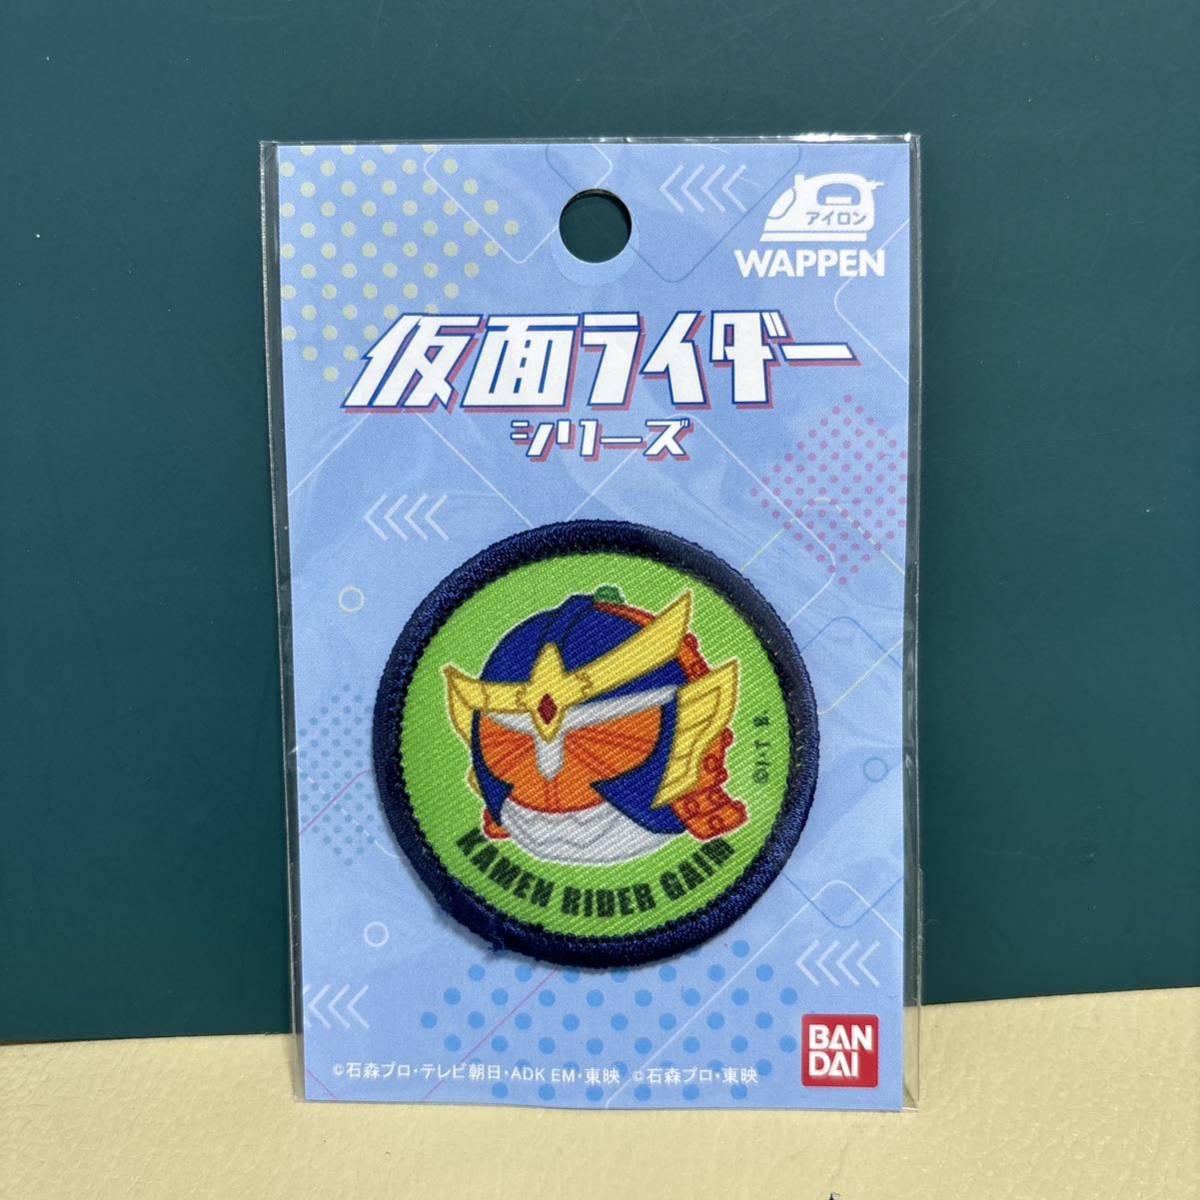 アイロン
WAPPEN
仮面ライダー
シリーズ
©I·T B.
KAMEN RIDER GAIM
BAN
DAI
©石森プロ・テレビ朝日・ADK EM・東映 ©石森プロ・東映